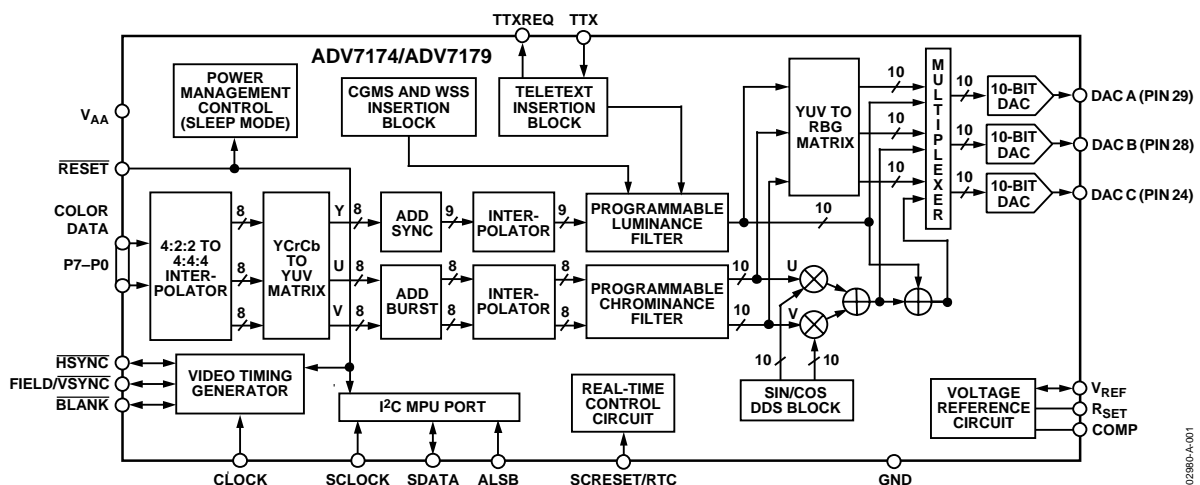 TTXREQ TTX
ADV7174/ADV7179
POWER
MANAGEMENT
CONTROL
(SLEEP MODE)
CGMS AND WSS
INSERTION
BLOCK
TELETEXT
INSERTION
BLOCK
YUV TO
RBG
MATRIX
10
10
10
MULTIPLEXER
10
10
10
10-BIT
DAC
10-BIT
DAC
10-BIT
DAC
DAC A (PIN 29)
DAC B (PIN 28)
DAC C (PIN 24)
VAA
RESET
COLOR
DATA
P7–P0
4:2:2 TO
4:4:4
INTER-
POLATOR
8
8
8
YCrCb
TO
YUV
MATRIX
Y 8
U 8
V 8
ADD
SYNC
9
INTER-
POLATOR
9
PROGRAMMABLE
LUMINANCE
FILTER
10
ADD
BURST
8
8
INTER-
POLATOR
8
8
PROGRAMMABLE
CHROMINANCE
FILTER
10
10
U
V
10 10
SIN/COS
DDS BLOCK
HSYNC
FIELD/VSYNC
BLANK
VIDEO TIMING
GENERATOR
I2C MPU PORT
REAL-TIME
CONTROL
CIRCUIT
VOLTAGE
REFERENCE
CIRCUIT
VREF
RSET
COMP
CLOCK SCLOCK SDATA ALSB SCRESET/RTC GND
02980-A-001